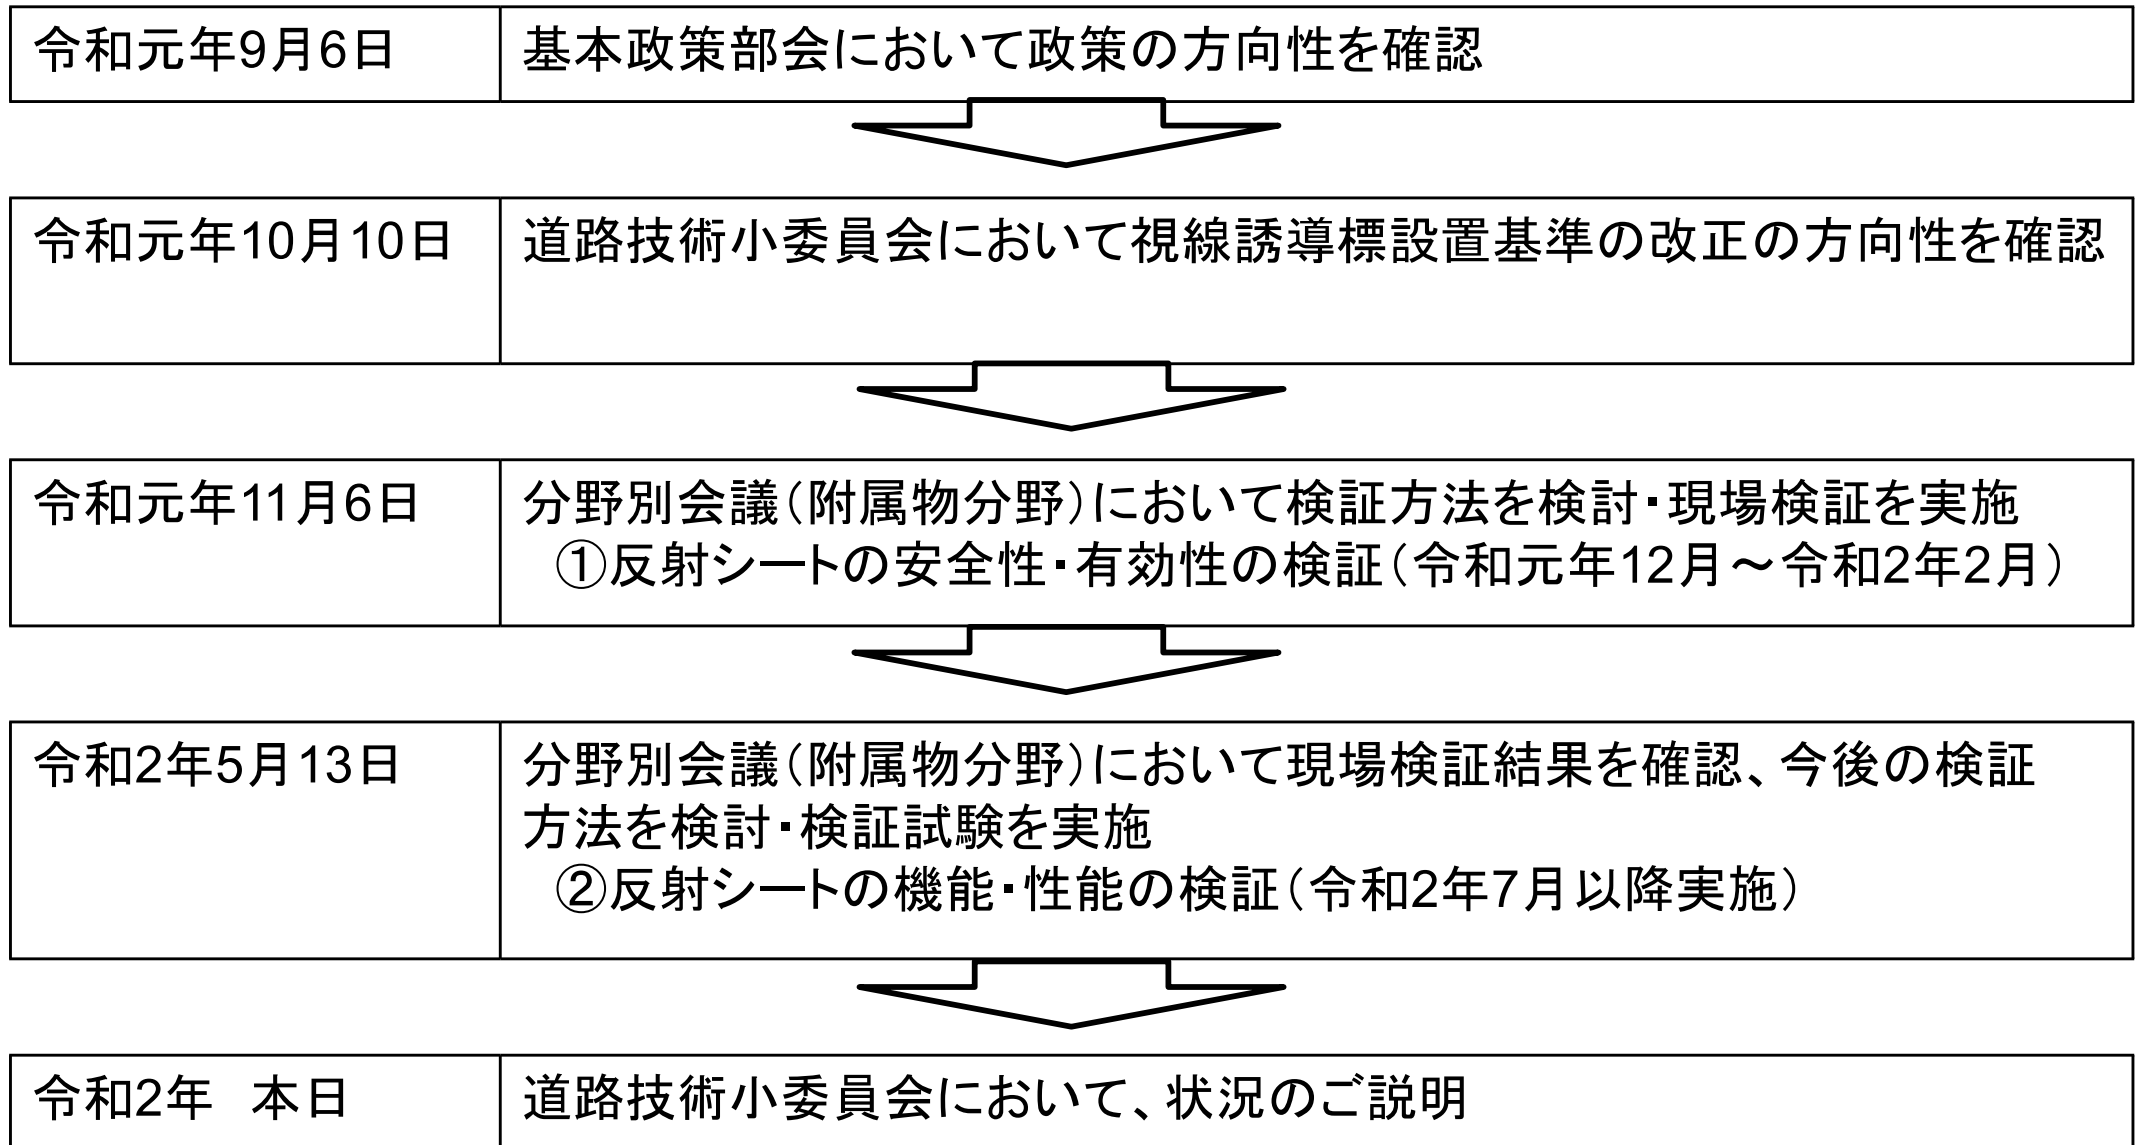 令和元年9月6日
基本政策部会において政策の方向性を確認
令和元年10月10日
道路技術小委員会において視線誘導標設置基準の改正の方向性を確認
令和元年11月6日
分野別会議(附属物分野)において検証方法を検討・現場検証を実施
①反射シートの安全性・有効性の検証(令和元年12月～令和2年2月)
令和2年5月13日
分野別会議(附属物分野)において現場検証結果を確認、今後の検証
方法を検討・検証試験を実施
②反射シートの機能・性能の検証(令和2年7月以降実施)
令和2年　本日
道路技術小委員会において、状況のご説明